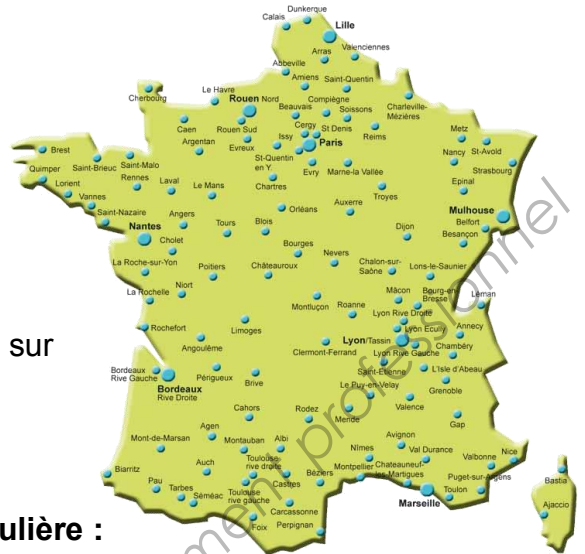 Dunkerque
Calais
Lille
Arras
Valenciennes
Abbeville
Amiens
Saint-Quentin
Cherbourg
Le Havre
Rouen Nord
Beauvais
Compiègne
Charleville-
Mézières
Soissons
Caen
Rouen Sud
Cergy
St Denis
Reims
Metz
Argentan
Evreux
Issy
Paris
Nancy
St-Avold
Brest
Saint-Brieuc
Saint-Malo
St-Quentin
en Y.
Evry
Marne-la Vallée
Strasbourg
Quimper
Rennes
Laval
Le Mans
Chartres
Epinal
Lorient
Troyes
Vannes
Orléans
Auxerre
Mulhouse
Saint-Nazaire
Angers
Tours
Blois
Dijon
Belfort
Besançon
Nantes
Cholet
Bourges
Nevers
Chalon-sur-
Saône
Lons-le-Saunier
La Roche-sur-Yon
Poitiers
Châteauroux
Niort
Mâcon
Bourg-en-
Bresse
Léman
La Rochelle
Montluçon
Roanne
Lyon Rive Droite
Rochefort
Limoges
Lyon Ecully
Annecy
Lyon/Tassin
Angoulême
Clermont-Ferrand
Lyon Rive Gauche
Chambéry
sur
Saint-Etienne
L'Isle d'Abeau
Bordeaux
Rive Gauche
Périgueux
Brive
Le Puy-en-Velay
Grenoble
Bordeaux
Rive Droite
Valence
Cahors
Rodez
Mende
Gap
Agen
Mont-de-Marsan
Montauban
Albi
Avignon
Nîmes
Val Durance
Nice
Toulouse
rive droite
Valbonne
Biarritz
Auch
Béziers
Montpellier
Chateauneuf-
les-Martigues
Puget-sur-Argens
Pau
Tarbes
Séméac
Toulouse
rive gauche
Castres
Toulon
Bastia
Marseille
Carcassonne
Ajaccio
Foix
Perpignan
ulière :
ment professionnel